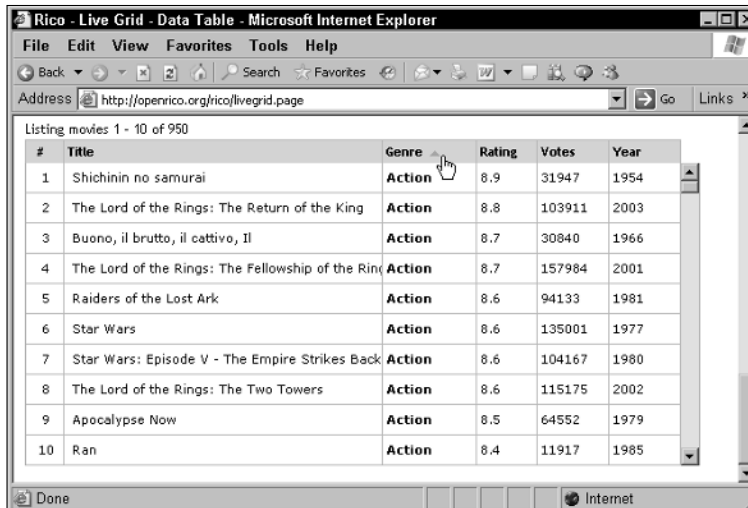 Rico - Live Grid - Data Table - Microsoft Internet Explorer
File Edit View Favorites Tools Help
Back Search Favorites
Address http://openrico.org/rico/livegrid.page Go Links »
Listing movies 1 - 10 of 950
# Title Genre Rating Votes Year
1 Shichinin no samurai Action 8.9 31947 1954
2 The Lord of the Rings: The Return of the King Action 8.8 103911 2003
3 Buono, il brutto, il cattivo, Il Action 8.7 30840 1966
4 The Lord of the Rings: The Fellowship of the Ring Action 8.7 157984 2001
5 Raiders of the Lost Ark Action 8.6 94133 1981
6 Star Wars Action 8.6 135001 1977
7 Star Wars: Episode V - The Empire Strikes Back Action 8.6 104167 1980
8 The Lord of the Rings: The Two Towers Action 8.6 115175 2002
9 Apocalypse Now Action 8.5 64552 1979
10 Ran Action 8.4 11917 1985
Done Internet